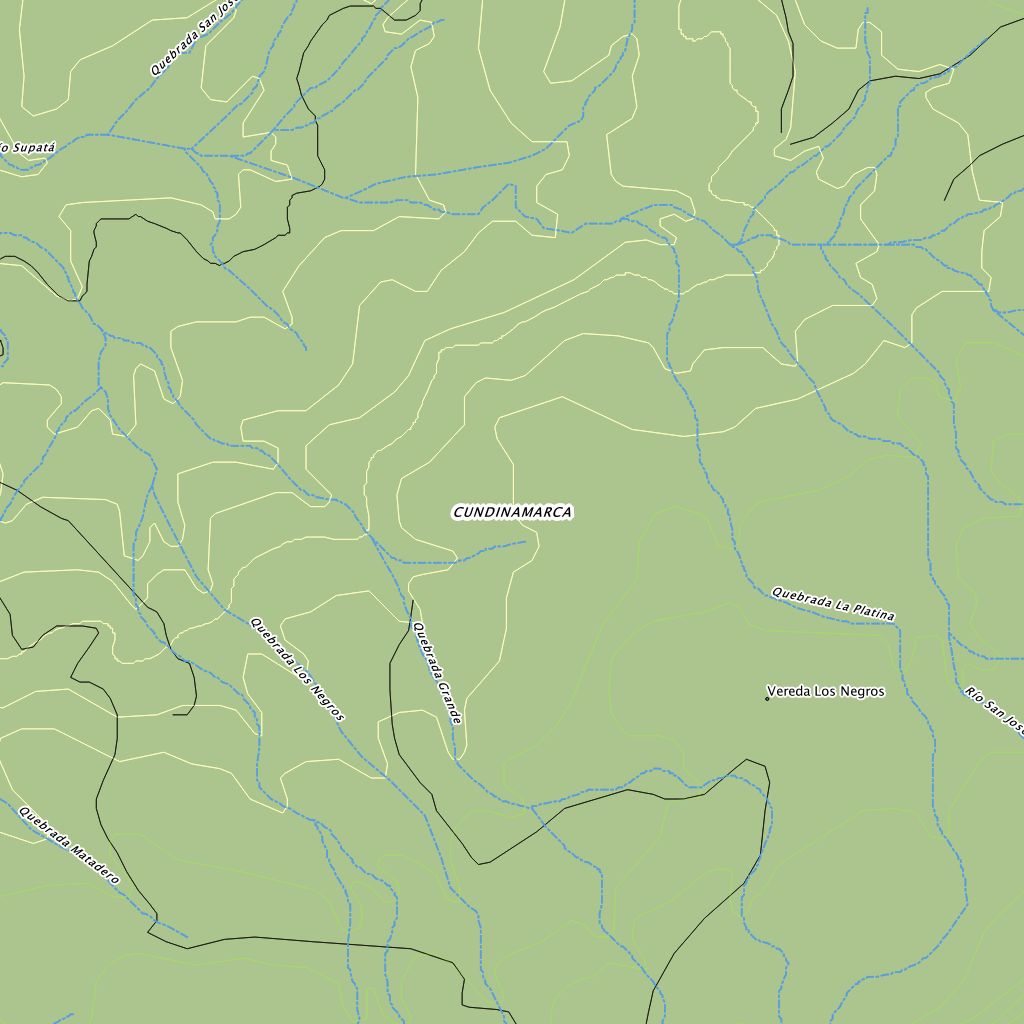 Quebrada San José
Río Supatá
CUNDINAMARCA
Quebrada La Platina
Quebrada Los Negros
Quebrada Grande
Vereda Los Negros
Río San José
Quebrada Matadero